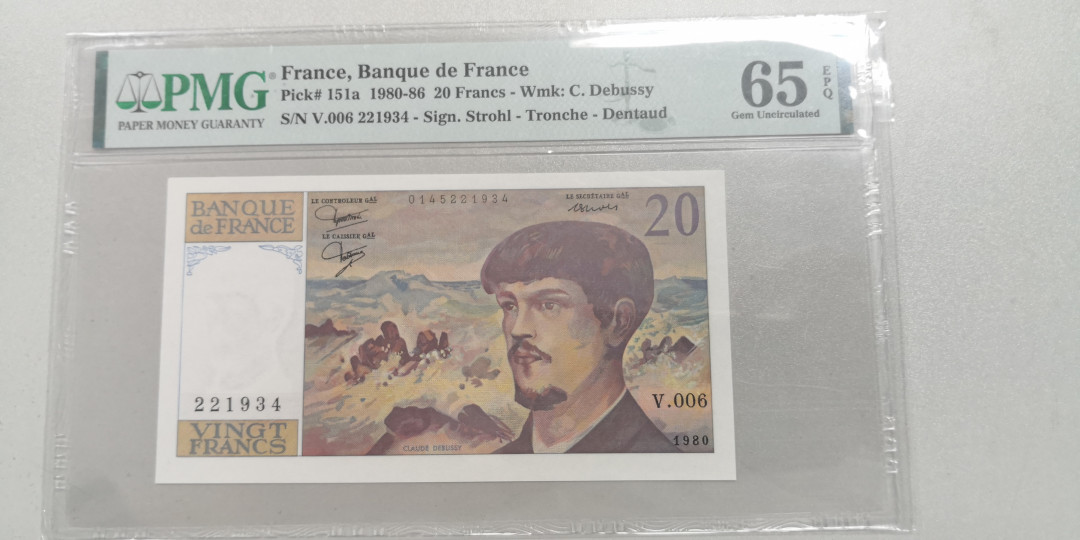 PMG
PAPER MONEY GUARANTY
France, Banque de France
Pick# 151a 1980-86 20 Francs - Wmk: C. Debussy
S/N V.006 221934 - Sign. Strohl - Tronche - Dentaud
65
EPQ
Gem Uncirculated
BANQUE
de FRANCE
LE CONTROLEUR GAL
0145221934
LE SECRÉTAIRE GAL
20
LE CAISSIER GAL
221934
V.006
VINGT
FRANCS
1980
CLAUDE DEBUSSY